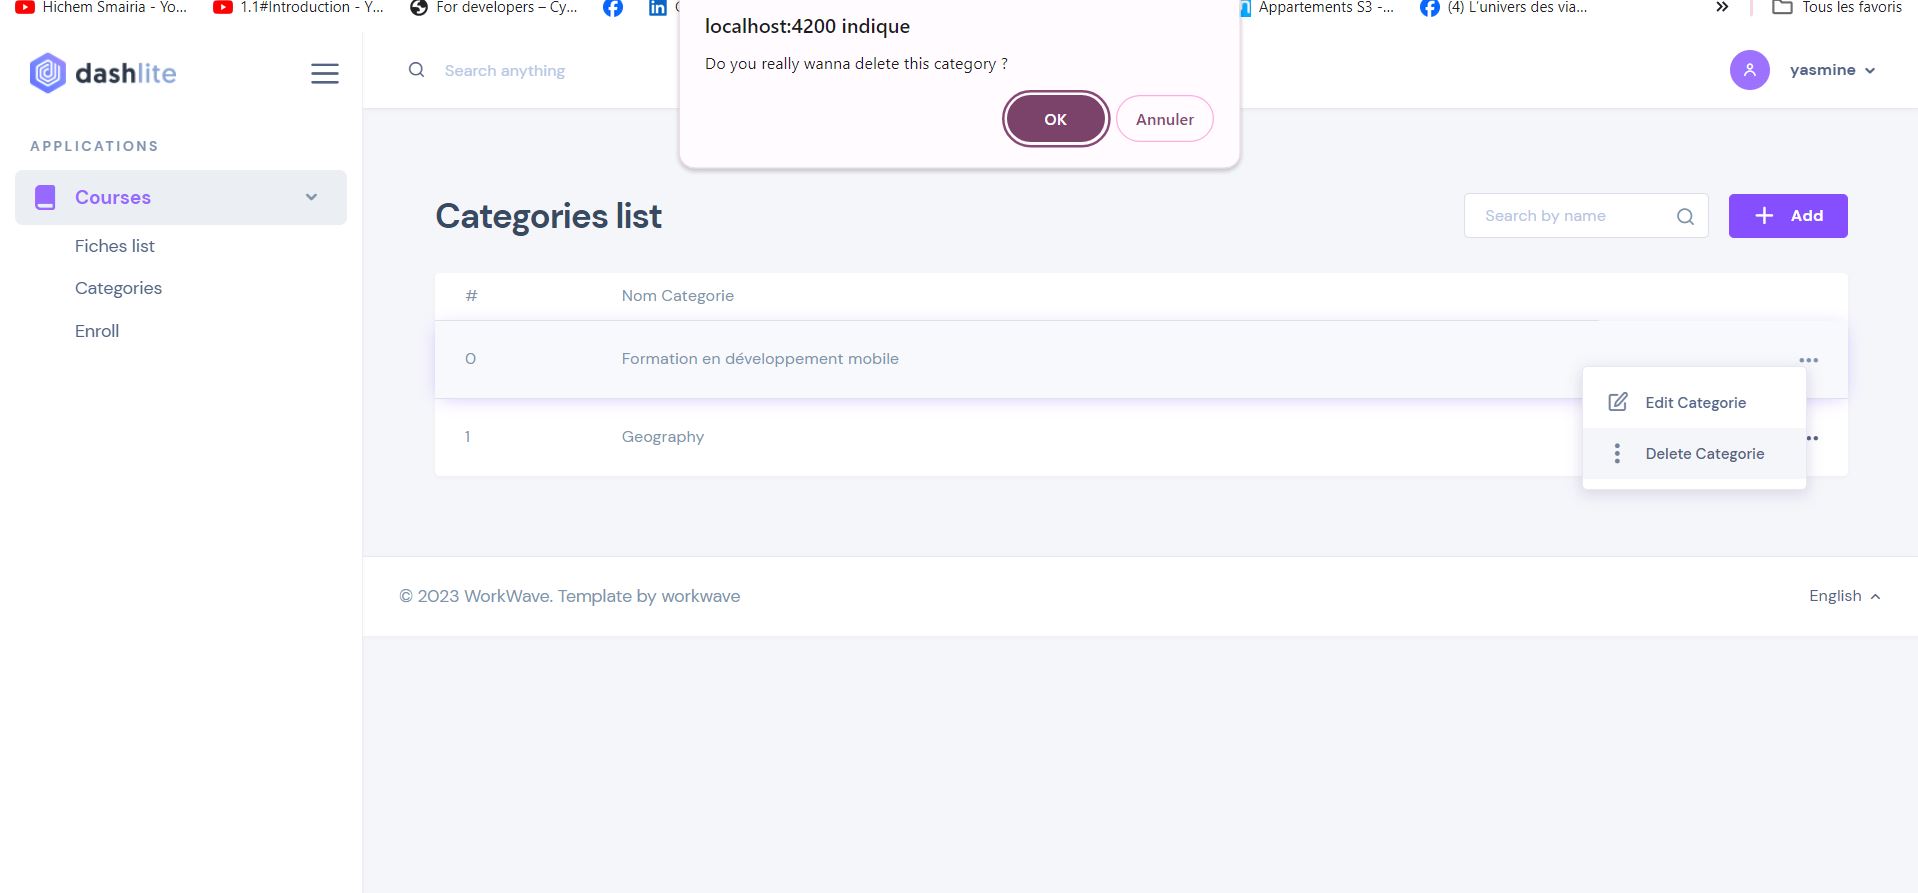 Hichem Smairia - Yo...
1.1#Introduction - Y...
For developers – Cy...
Appartements S3 -...
(4) L'univers des via...
Tous les favoris
localhost:4200 indique
Do you really wanna delete this category ?
OK
Annuler
dashlite
Search anything
yasmine
APPLICATIONS
Courses
Fiches list
Categories
Enroll
Categories list
Search by name
Add
# Nom Categorie
0 Formation en développement mobile
1 Geography
Edit Categorie
Delete Categorie
© 2023 WorkWave. Template by workwave
English